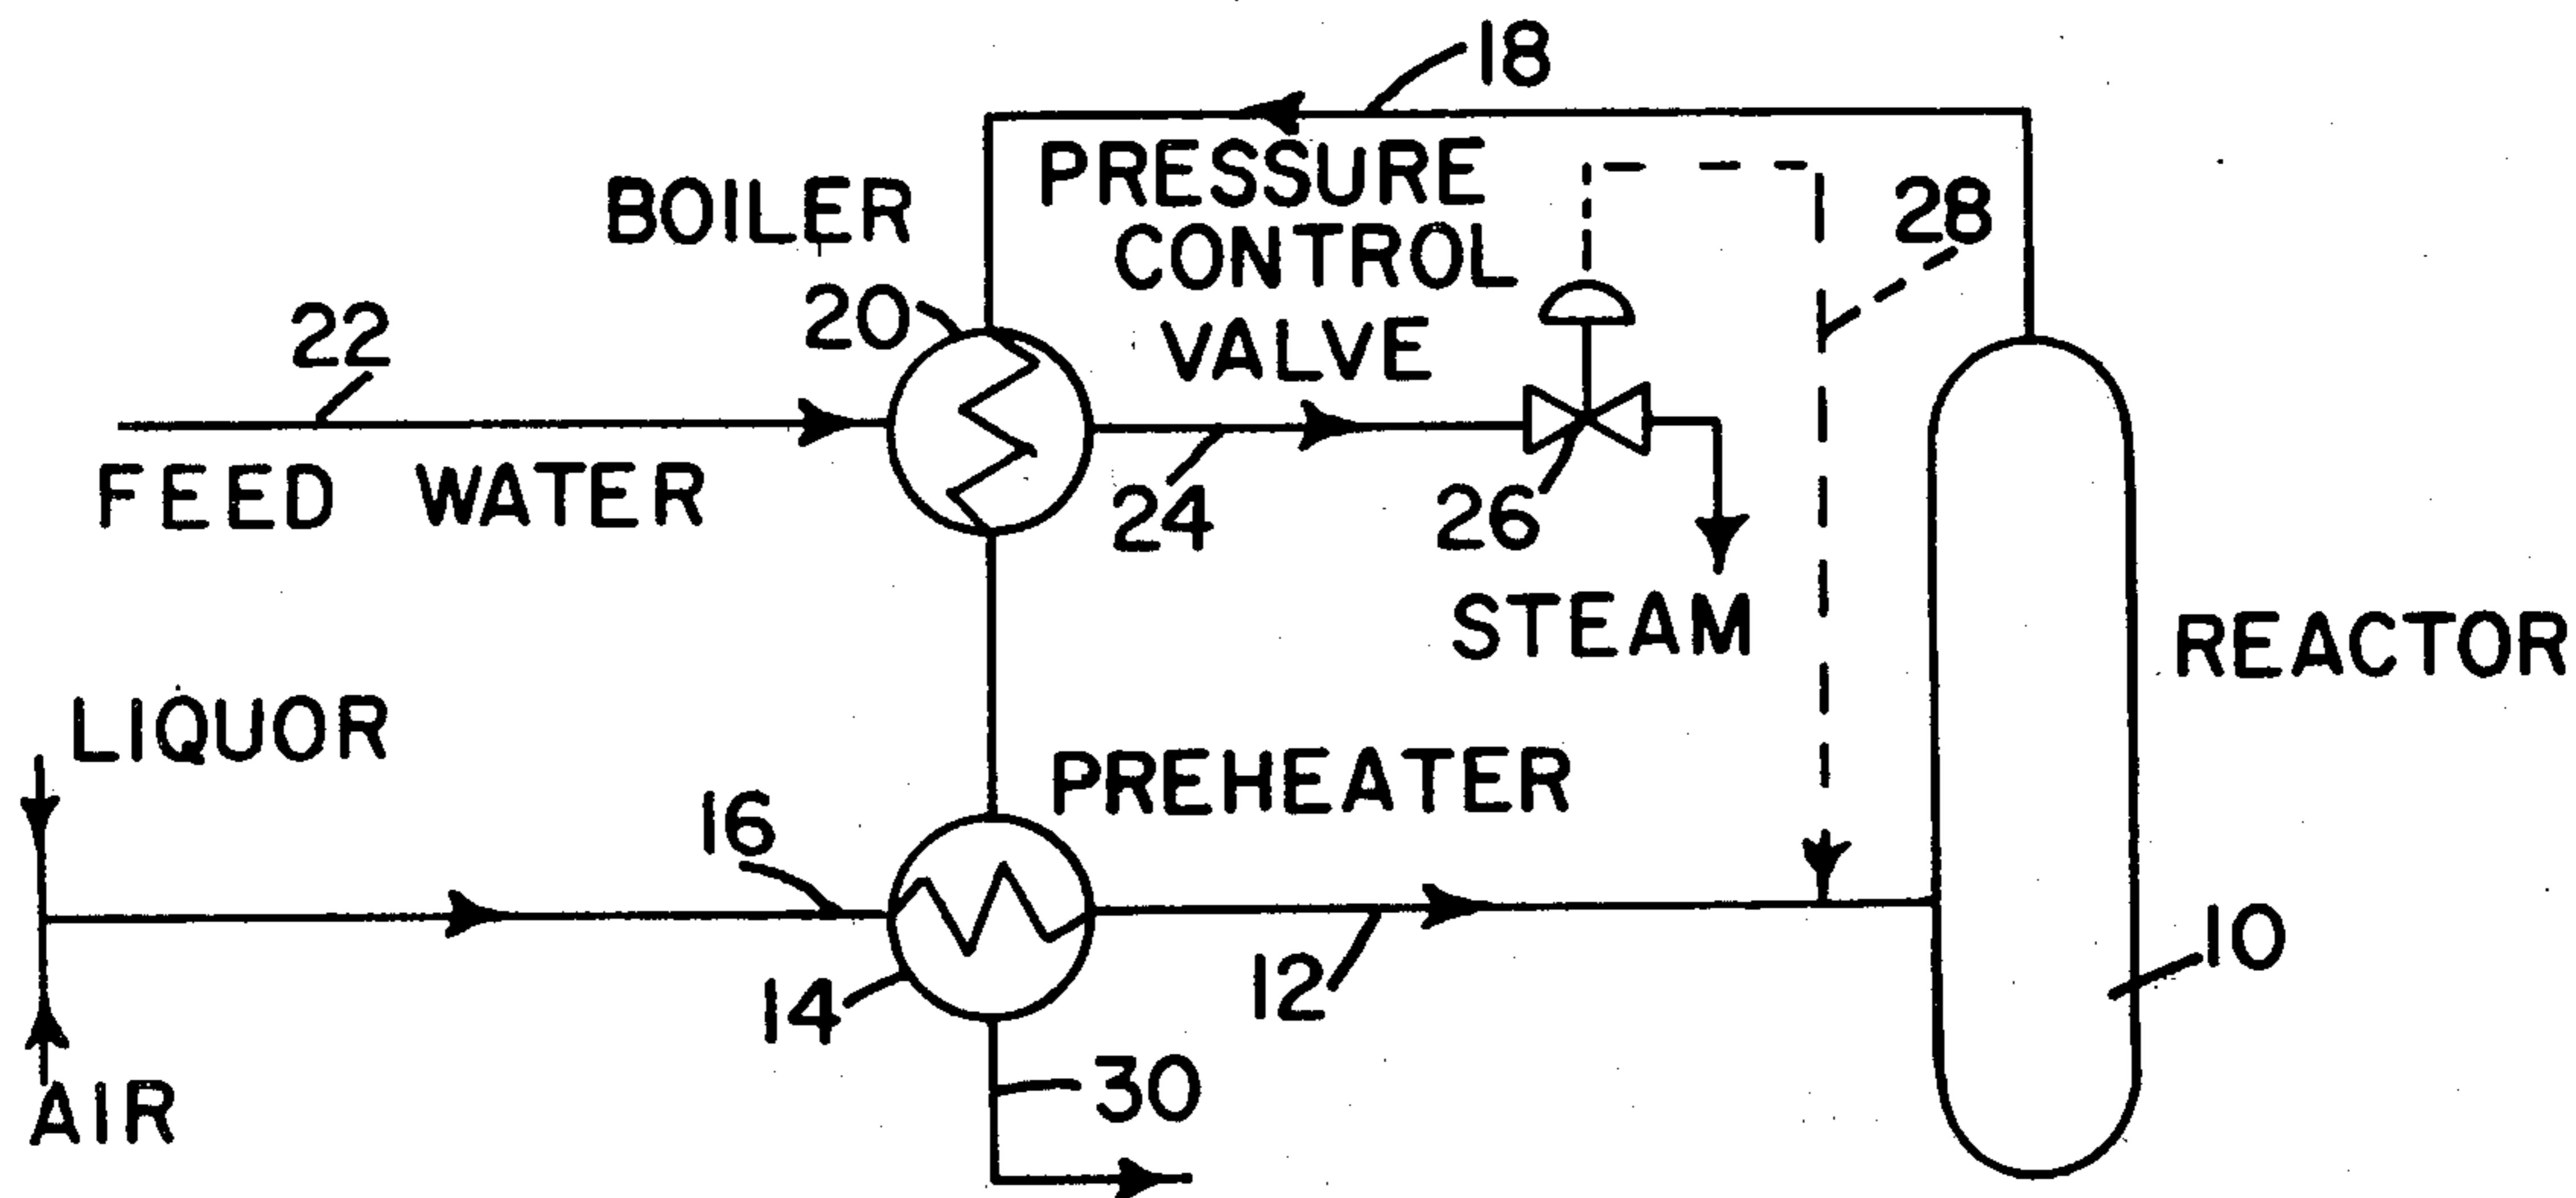 18
PRESSURE
CONTROL
VALVE
BOILER
28
20
22
FEED WATER
24
26
STEAM
REACTOR
LIQUOR
PREHEATER
16
14
12
10
30
AIR